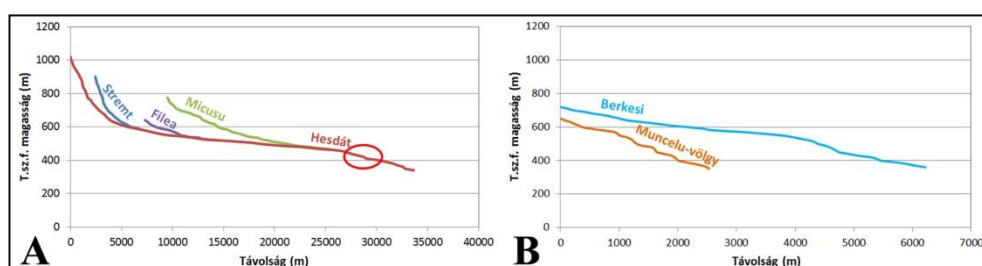 A
T.sz.f. magasság (m)
1200
1000
800
600
400
200
0
Stremt
Filea
Micusu
Hesdát
0 5000 10000 15000 20000 25000 30000 35000 40000
Távolság (m)
B
T.sz.f. magasság (m)
1200
1000
800
600
400
200
0
Berkesi
Muncelu-völgy
0 1000 2000 3000 4000 5000 6000 7000
Távolság (m)